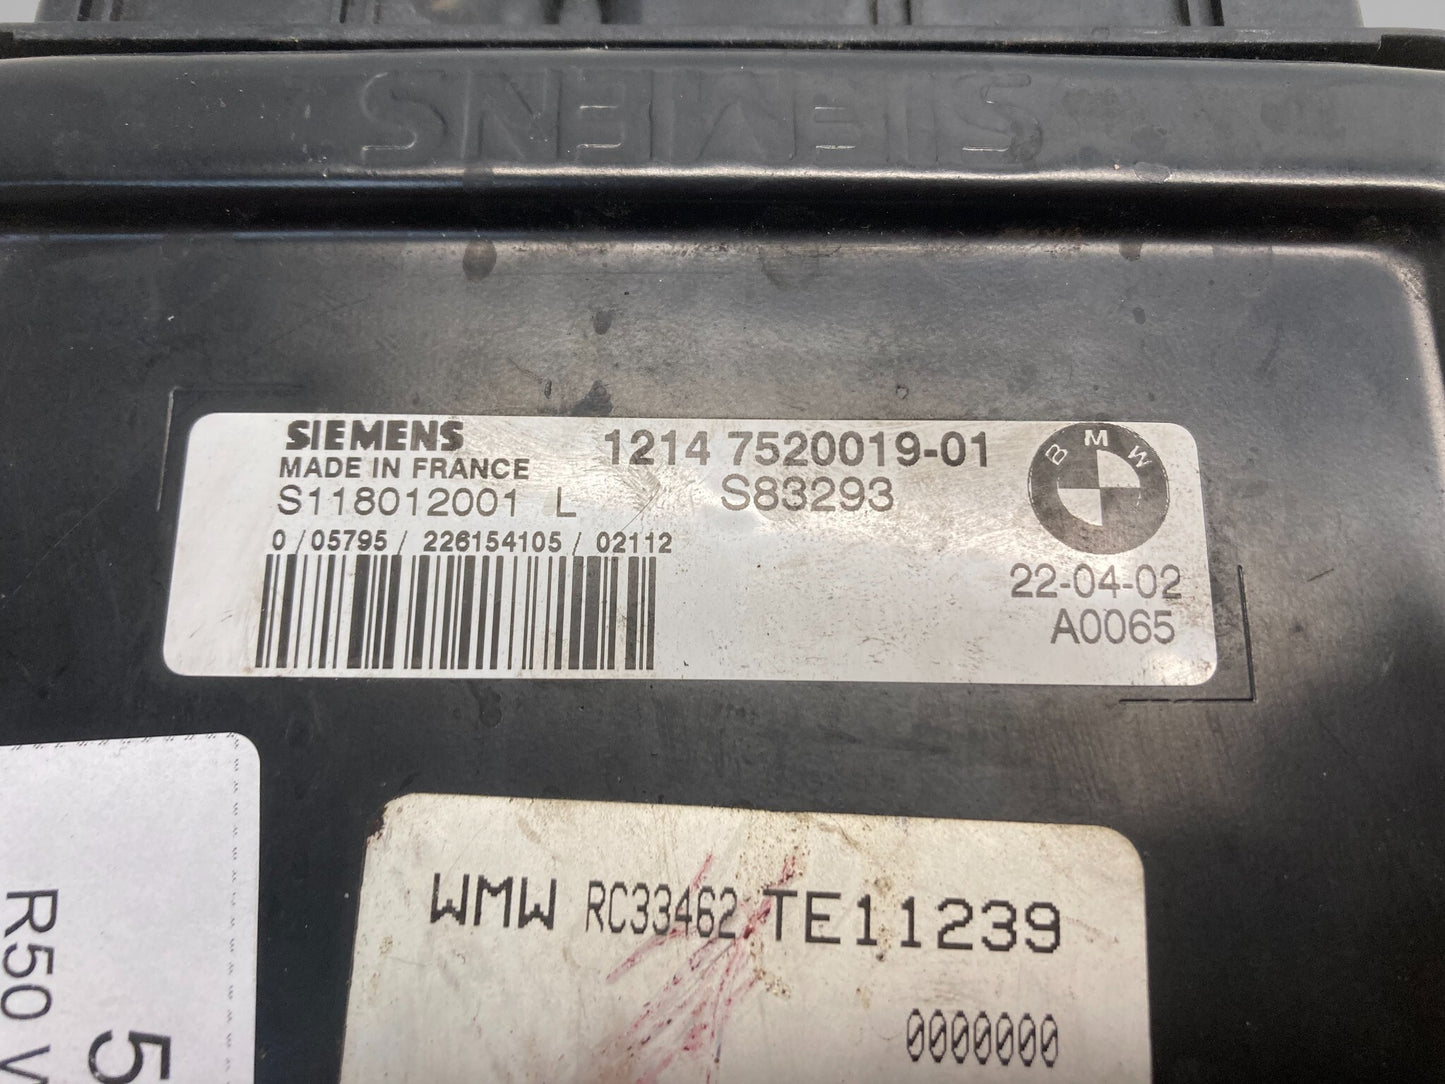 SIEMENS
SIEMENS 1214 7520019-01
MADE IN FRANCE
S118012001 L S83293
B M W
0 / 05795 / 226154105 / 02112
22-04-02
A0065
WMW RC33462 TE11239
0000000
R50 V
5